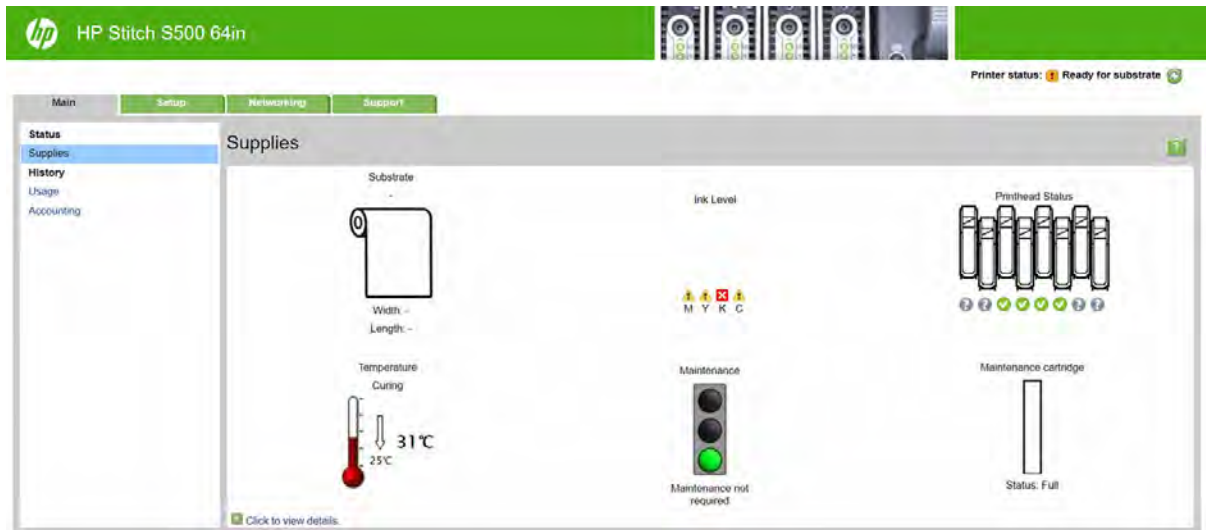 hp HP Stitch S500 64in
Printer status: Ready for substrate
Main Setup Networking Support
Status
Supplies
History
Usage
Accounting
Supplies
Substrate
-
Width: -
Length: -
Ink Level
M Y K C
Printhead Status
Temperature
Curing
31°C
25°C
Maintenance
Maintenance not
required
Maintenance cartridge
Status: Full
Click to view details.